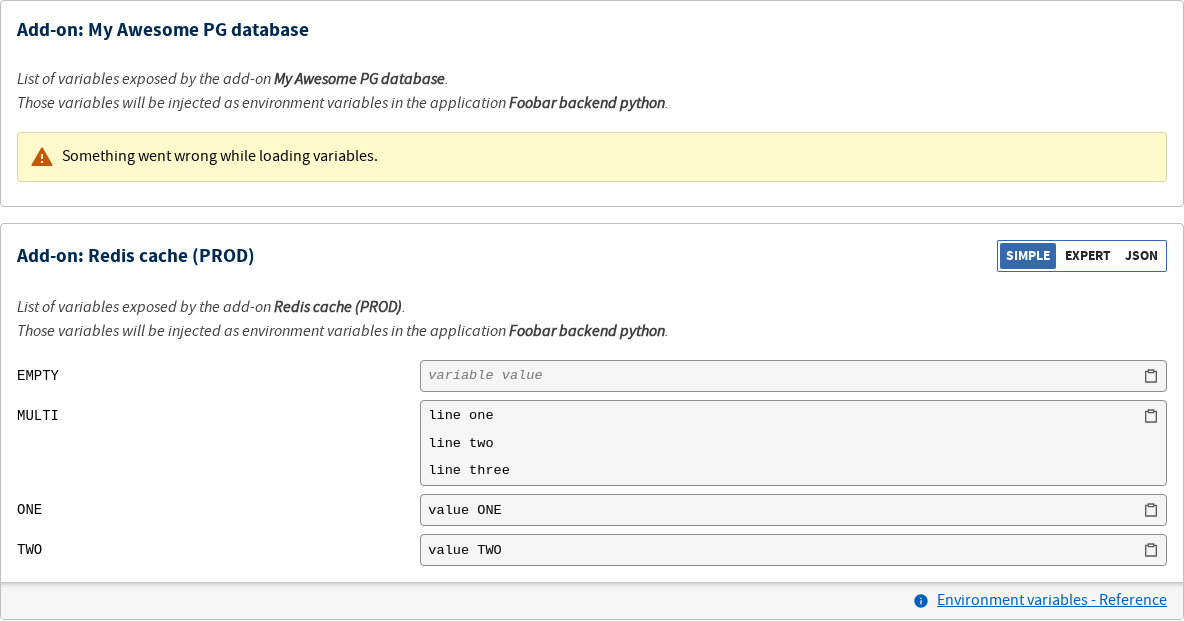 Add-on: My Awesome PG database
List of variables exposed by the add-on My Awesome PG database.
Those variables will be injected as environment variables in the application Foobar backend python.
Something went wrong while loading variables.
Add-on: Redis cache (PROD)
SIMPLE EXPERT JSON
List of variables exposed by the add-on Redis cache (PROD).
Those variables will be injected as environment variables in the application Foobar backend python.
EMPTY variable value
MULTI line one
line two
line three
ONE value ONE
TWO value TWO
Environment variables - Reference